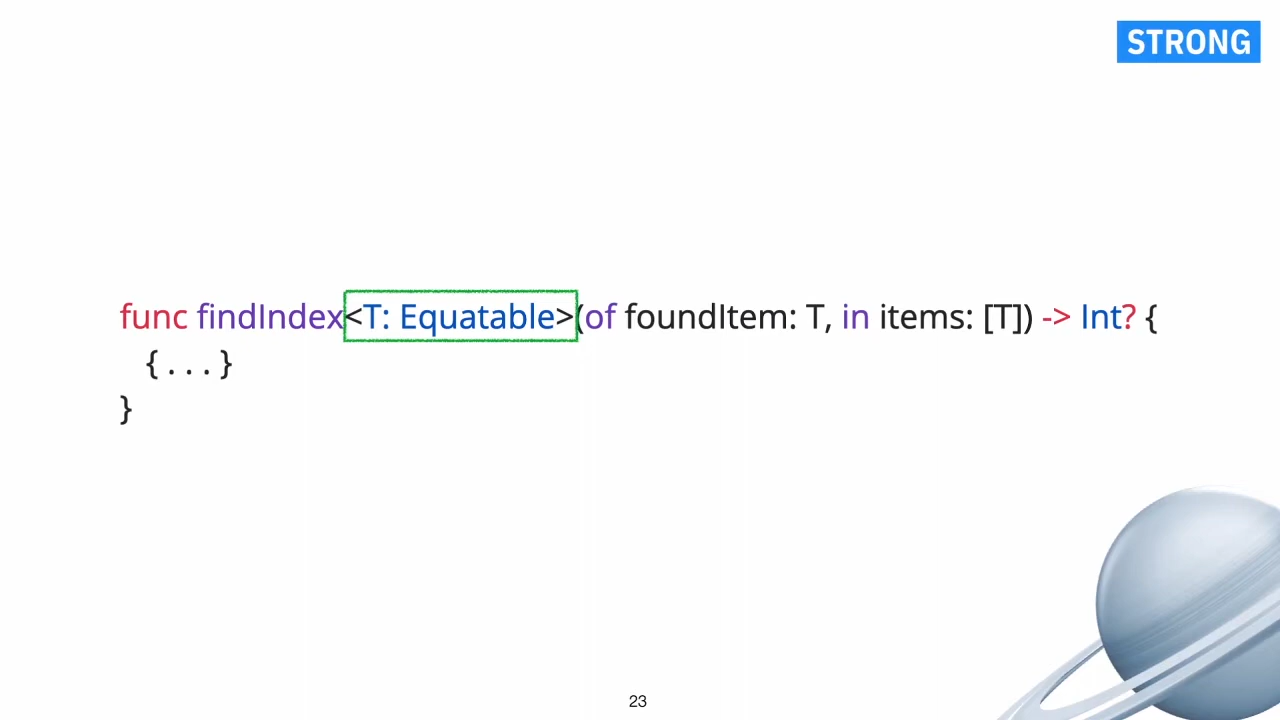 STRONG
func findIndex<T: Equatable>(of foundItem: T, in items: [T]) -> Int? {
{ . . . }
}
23